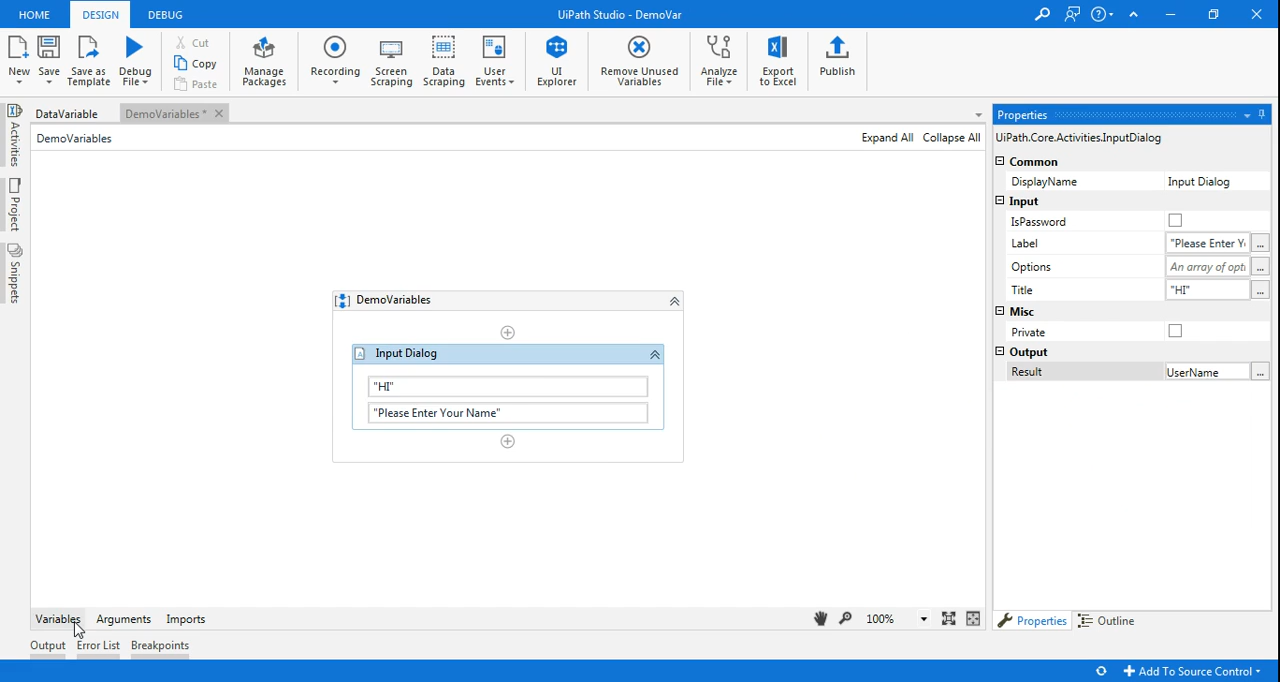 HOME DESIGN DEBUG UiPath Studio - DemoVar
New Save Save as Template Debug File Cut Copy Paste Manage Packages Recording Screen Scraping Data Scraping User Events UI Explorer Remove Unused Variables Analyze File Export to Excel Publish
DataVariable DemoVariables *
DemoVariables Expand All Collapse All
Activities
Project
Snippets
DemoVariables
Input Dialog
"HI"
"Please Enter Your Name"
Properties
UiPath.Core.Activities.InputDialog
Common
DisplayName Input Dialog
Input
IsPassword
Label "Please Enter Y ...
Options An array of opti ...
Title "HI" ...
Misc
Private
Output
Result UserName ...
Variables Arguments Imports 100%
Properties Outline
Output Error List Breakpoints
Add To Source Control